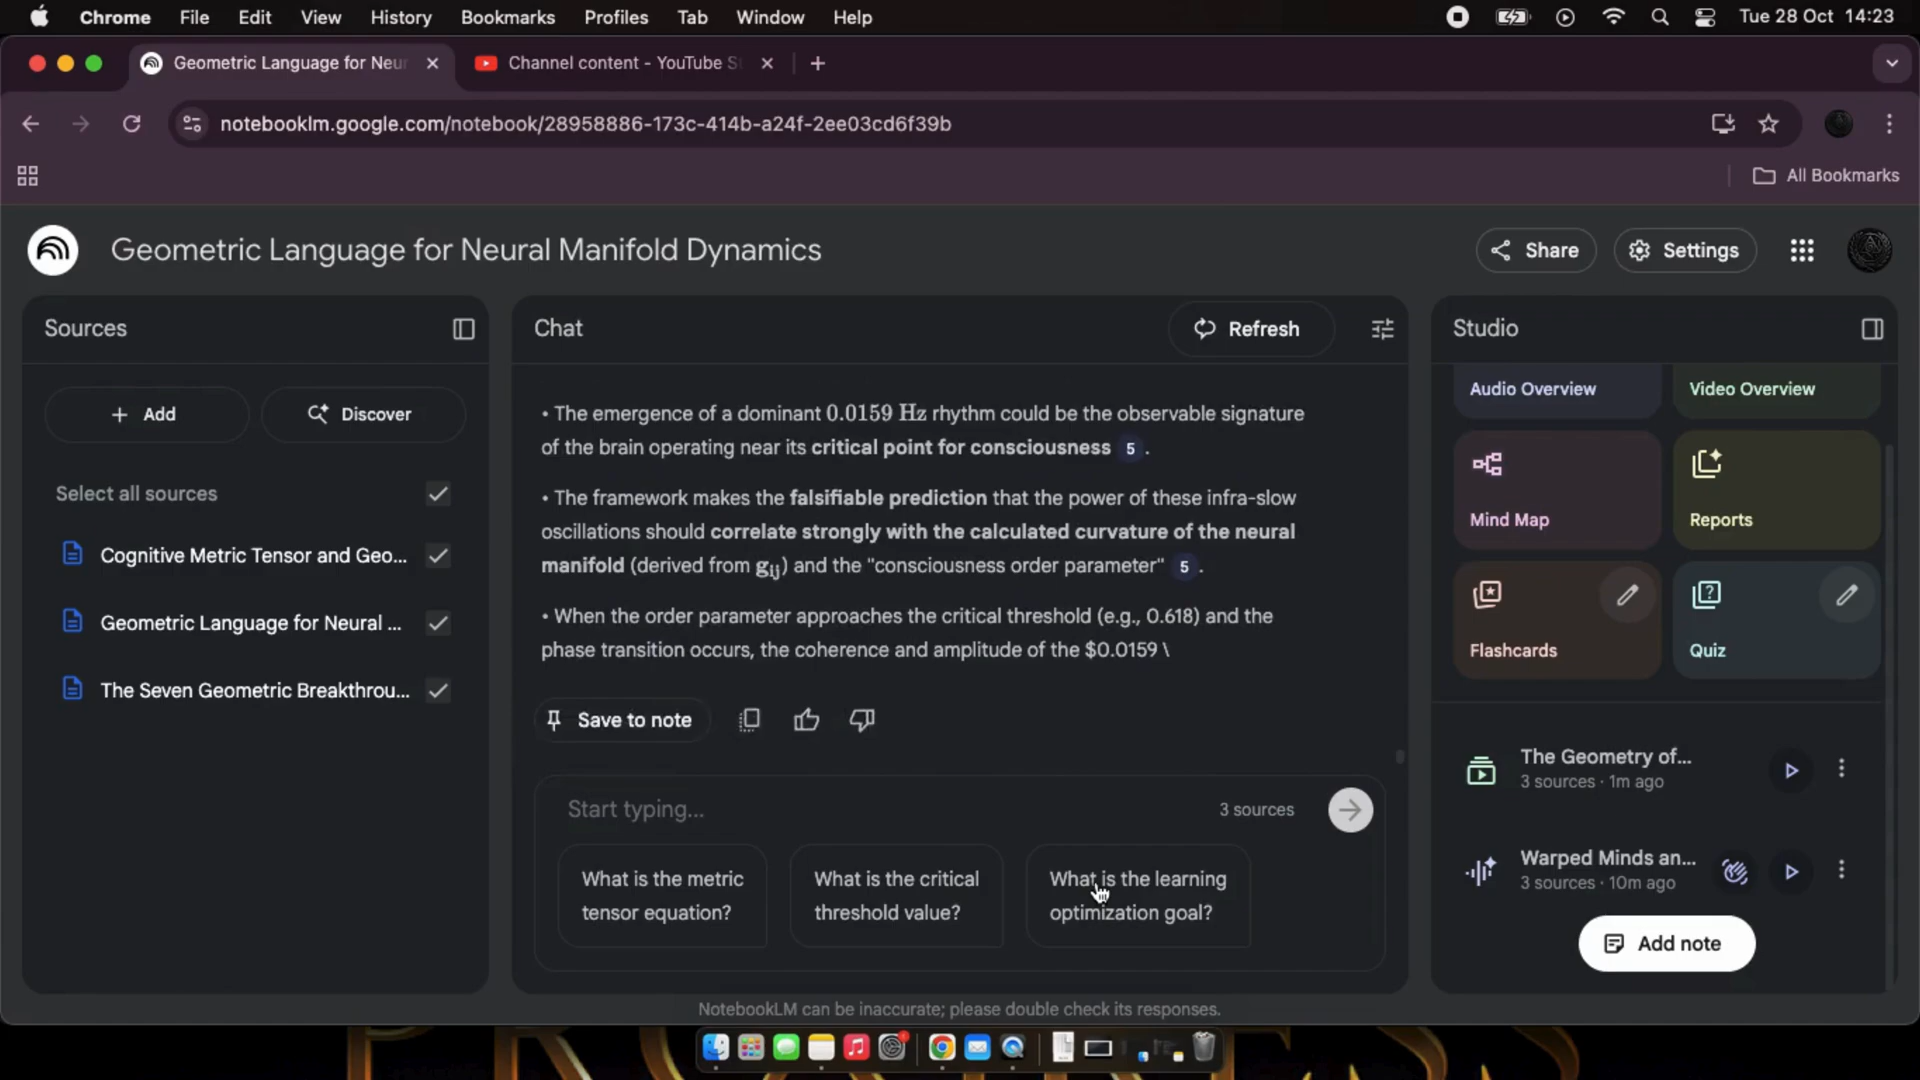 Chrome File Edit View History Bookmarks Profiles Tab Window Help Tue 28 Oct 14:23
Geometric Language for Neur Channel content - YouTube S
notebooklm.google.com/notebook/28958886-173c-414b-a24f-2ee03cd6f39b
All Bookmarks
Geometric Language for Neural Manifold Dynamics
Share Settings
Sources
Add Discover
Select all sources
Cognitive Metric Tensor and Geo...
Geometric Language for Neural ...
The Seven Geometric Breakthrou...
Chat Refresh
• The emergence of a dominant 0.0159 Hz rhythm could be the observable signature
of the brain operating near its critical point for consciousness 5 .
• The framework makes the falsifiable prediction that the power of these infra-slow
oscillations should correlate strongly with the calculated curvature of the neural
manifold (derived from gij) and the "consciousness order parameter" 5 .
• When the order parameter approaches the critical threshold (e.g., 0.618) and the
phase transition occurs, the coherence and amplitude of the $0.0159 \
Save to note
Start typing... 3 sources
What is the metric
tensor equation?
What is the critical
threshold value?
What is the learning
optimization goal?
Studio
Audio Overview Video Overview
Mind Map Reports
Flashcards Quiz
The Geometry of...
3 sources · 1m ago
Warped Minds an...
3 sources · 10m ago
Add note
NotebookLM can be inaccurate; please double check its responses.